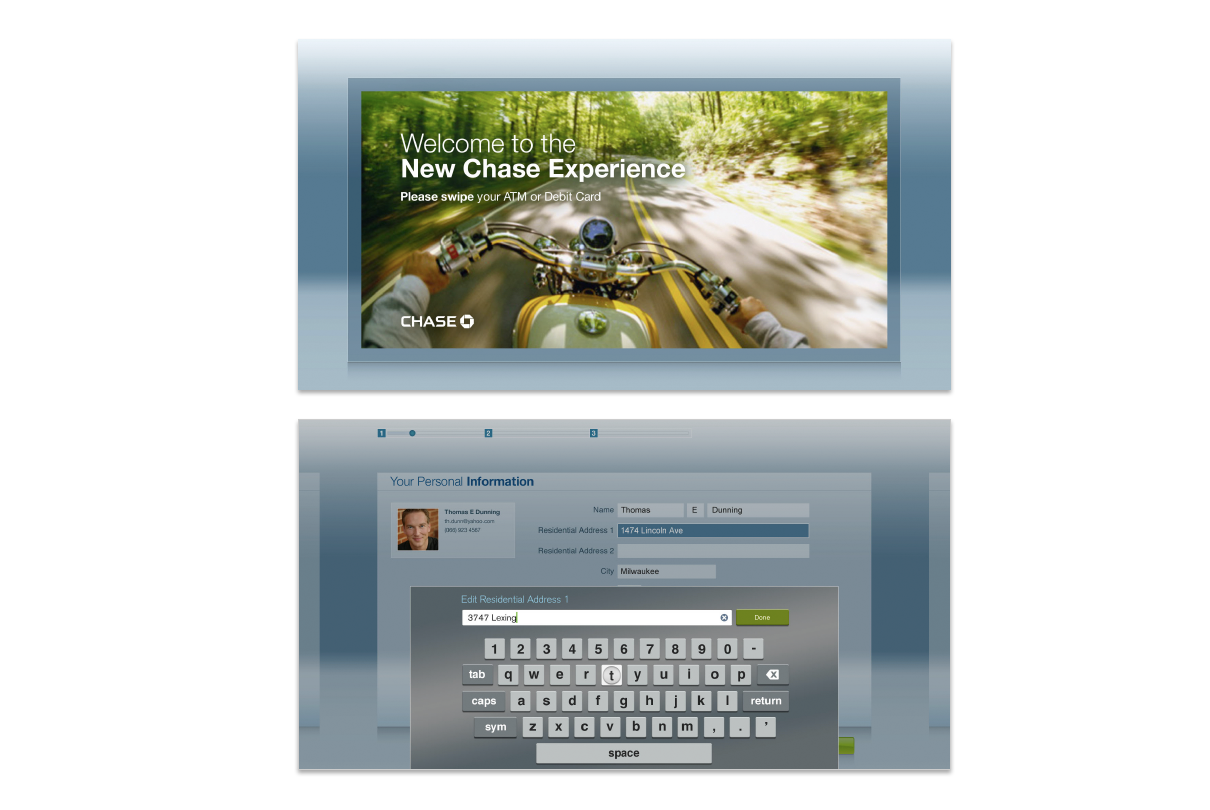 Welcome to the
New Chase Experience
Please swipe your ATM or Debit Card
CHASE
1 2 3
Your Personal Information
Thomas E Dunning
th.dunn@yahoo.com
(866) 923 4567
Name Thomas E Dunning
Residential Address 1 1474 Lincoln Ave
Residential Address 2
City Milwaukee
Edit Residential Address 1
3747 Lexing Done
1 2 3 4 5 6 7 8 9 0 -
tab q w e r t y u i o p
caps a s d f g h j k l return
sym z x c v b n m , . '
space